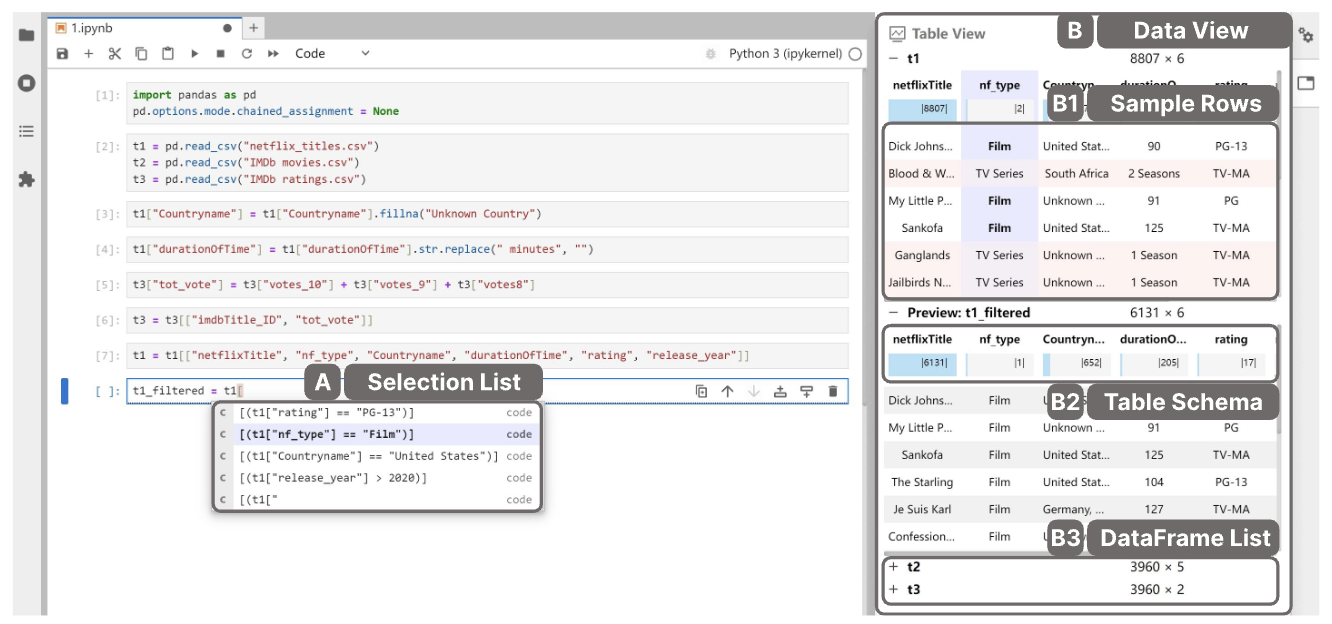 1.ipynb
Code
Python 3 (ipykernel)
[1]: import pandas as pd
pd.options.mode.chained_assignment = None
[2]: t1 = pd.read_csv("netflix_titles.csv")
t2 = pd.read_csv("IMDb movies.csv")
t3 = pd.read_csv("IMDb ratings.csv")
[3]: t1["Countryname"] = t1["Countryname"].fillna("Unknown Country")
[4]: t1["durationOfTime"] = t1["durationOfTime"].str.replace(" minutes", "")
[5]: t3["tot_vote"] = t3["votes_10"] + t3["votes_9"] + t3["votes8"]
[6]: t3 = t3[["imdbTitle_ID", "tot_vote"]]
[7]: t1 = t1[["netflixTitle", "nf_type", "Countryname", "durationOfTime", "rating", "release_year"]]
[ ]: t1_filtered = t1[
A Selection List
c [(t1["rating"] == "PG-13")] code
c [(t1["nf_type"] == "Film")] code
c [(t1["Countryname"] == "United States")] code
c [(t1["release_year"] > 2020)] code
c [(t1[" code
Table View
B Data View
− t1 8807 × 6
netflixTitle nf_type Countryn... durationO... rating
|8807| |2|
B1 Sample Rows
Dick Johns... Film United Stat... 90 PG-13
Blood & W... TV Series South Africa 2 Seasons TV-MA
My Little P... Film Unknown ... 91 PG
Sankofa Film United Stat... 125 TV-MA
Ganglands TV Series Unknown ... 1 Season TV-MA
Jailbirds N... TV Series Unknown ... 1 Season TV-MA
− Preview: t1_filtered 6131 × 6
netflixTitle nf_type Countryn... durationO... rating
|6131| |1| |652| |205| |17|
B2 Table Schema
Dick Johns... Film
My Little P... Film Unknown ... 91 PG
Sankofa Film United Stat... 125 TV-MA
The Starling Film United Stat... 104 PG-13
Je Suis Karl Film Germany, ... 127 TV-MA
Confession... Film
B3 DataFrame List
+ t2 3960 × 5
+ t3 3960 × 2